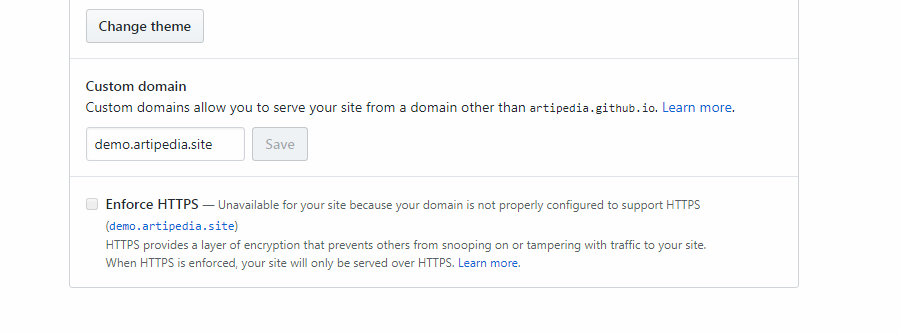 Change theme
Custom domain
Custom domains allow you to serve your site from a domain other than artipedia.github.io. Learn more.
demo.artipedia.site Save
Enforce HTTPS — Unavailable for your site because your domain is not properly configured to support HTTPS
(demo.artipedia.site)
HTTPS provides a layer of encryption that prevents others from snooping on or tampering with traffic to your site.
When HTTPS is enforced, your site will only be served over HTTPS. Learn more.